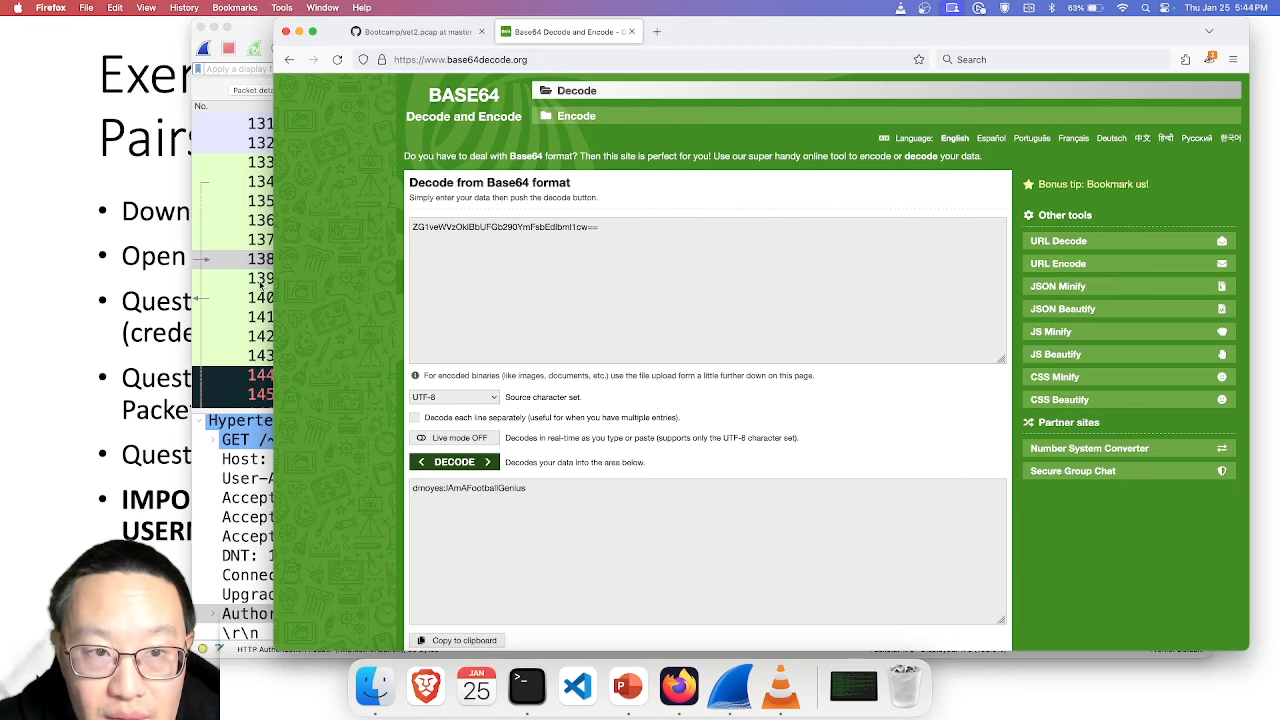 Firefox File Edit View History Bookmarks Tools Window Help
63%
Thu Jan 25 5:44 PM
Exer
Pairs
Down
Open
Quest
(crede
Quest
Packe
Quest
IMPO
USERN
Apply a display f
Packet deta
No.
131
132
133
134
135
136
137
138
139
140
141
142
143
144
145
Hyperte
GET /~
Host:
User-A
Accept
Accept
Accept
DNT: 1
Connec
Upgrad
Author
\r\n
Bootcamp/set2.pcap at master
Base64 Decode and Encode - O
https://www.base64decode.org
Search
BASE64
Decode and Encode
Decode
Encode
Language: English Español Português Français Deutsch 中文 हिन्दी Русский 한국어
Do you have to deal with Base64 format? Then this site is perfect for you! Use our super handy online tool to encode or decode your data.
Decode from Base64 format
Simply enter your data then push the decode button.
For encoded binaries (like images, documents, etc.) use the file upload form a little further down on this page.
UTF-8 Source character set.
Decode each line separately (useful for when you have multiple entries).
Live mode OFF Decodes in real-time as you type or paste (supports only the UTF-8 character set).
DECODE Decodes your data into the area below.
dmoyes:IAmAFootballGenius
Copy to clipboard
Bonus tip: Bookmark us!
Other tools
URL Decode
URL Encode
JSON Minify
JSON Beautify
JS Minify
JS Beautify
CSS Minify
CSS Beautify
Partner sites
Number System Converter
Secure Group Chat
JAN
25